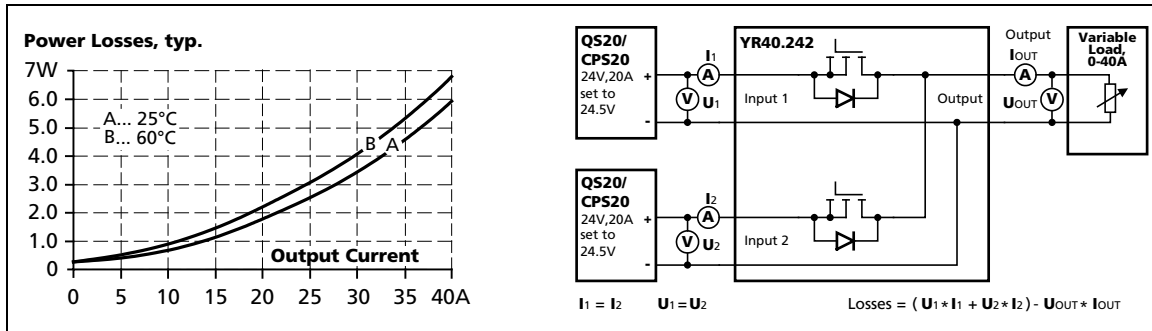 Power Losses, typ.
7W
6.0
5.0
4.0
3.0
2.0
1.0
0
A... 25°C
B... 60°C
B A
Output Current
0 5 10 15 20 25 30 35 40A
QS20/
CPS20
24V,20A
set to
24.5V
+
-
I1
A
V U1
YR40.242
Input 1
Output
Output
IOUT
A
UOUT V
Variable
Load,
0-40A
QS20/
CPS20
24V,20A
set to
24.5V
+
-
I2
A
V U2
Input 2
I1 = I2 U1 = U2 Losses = ( U1 * I1 + U2 * I2 ) - UOUT * IOUT